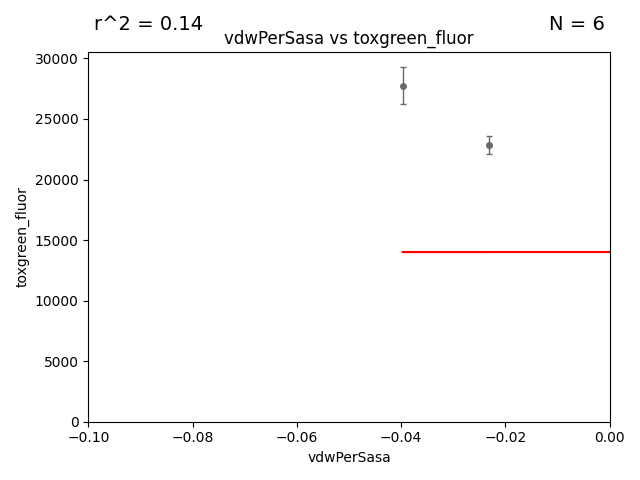 r^2 = 0.14
N = 6
vdwPerSasa vs toxgreen_fluor
30000
25000
20000
15000
10000
5000
0
toxgreen_fluor
−0.10
−0.08
−0.06
−0.04
−0.02
0.00
vdwPerSasa